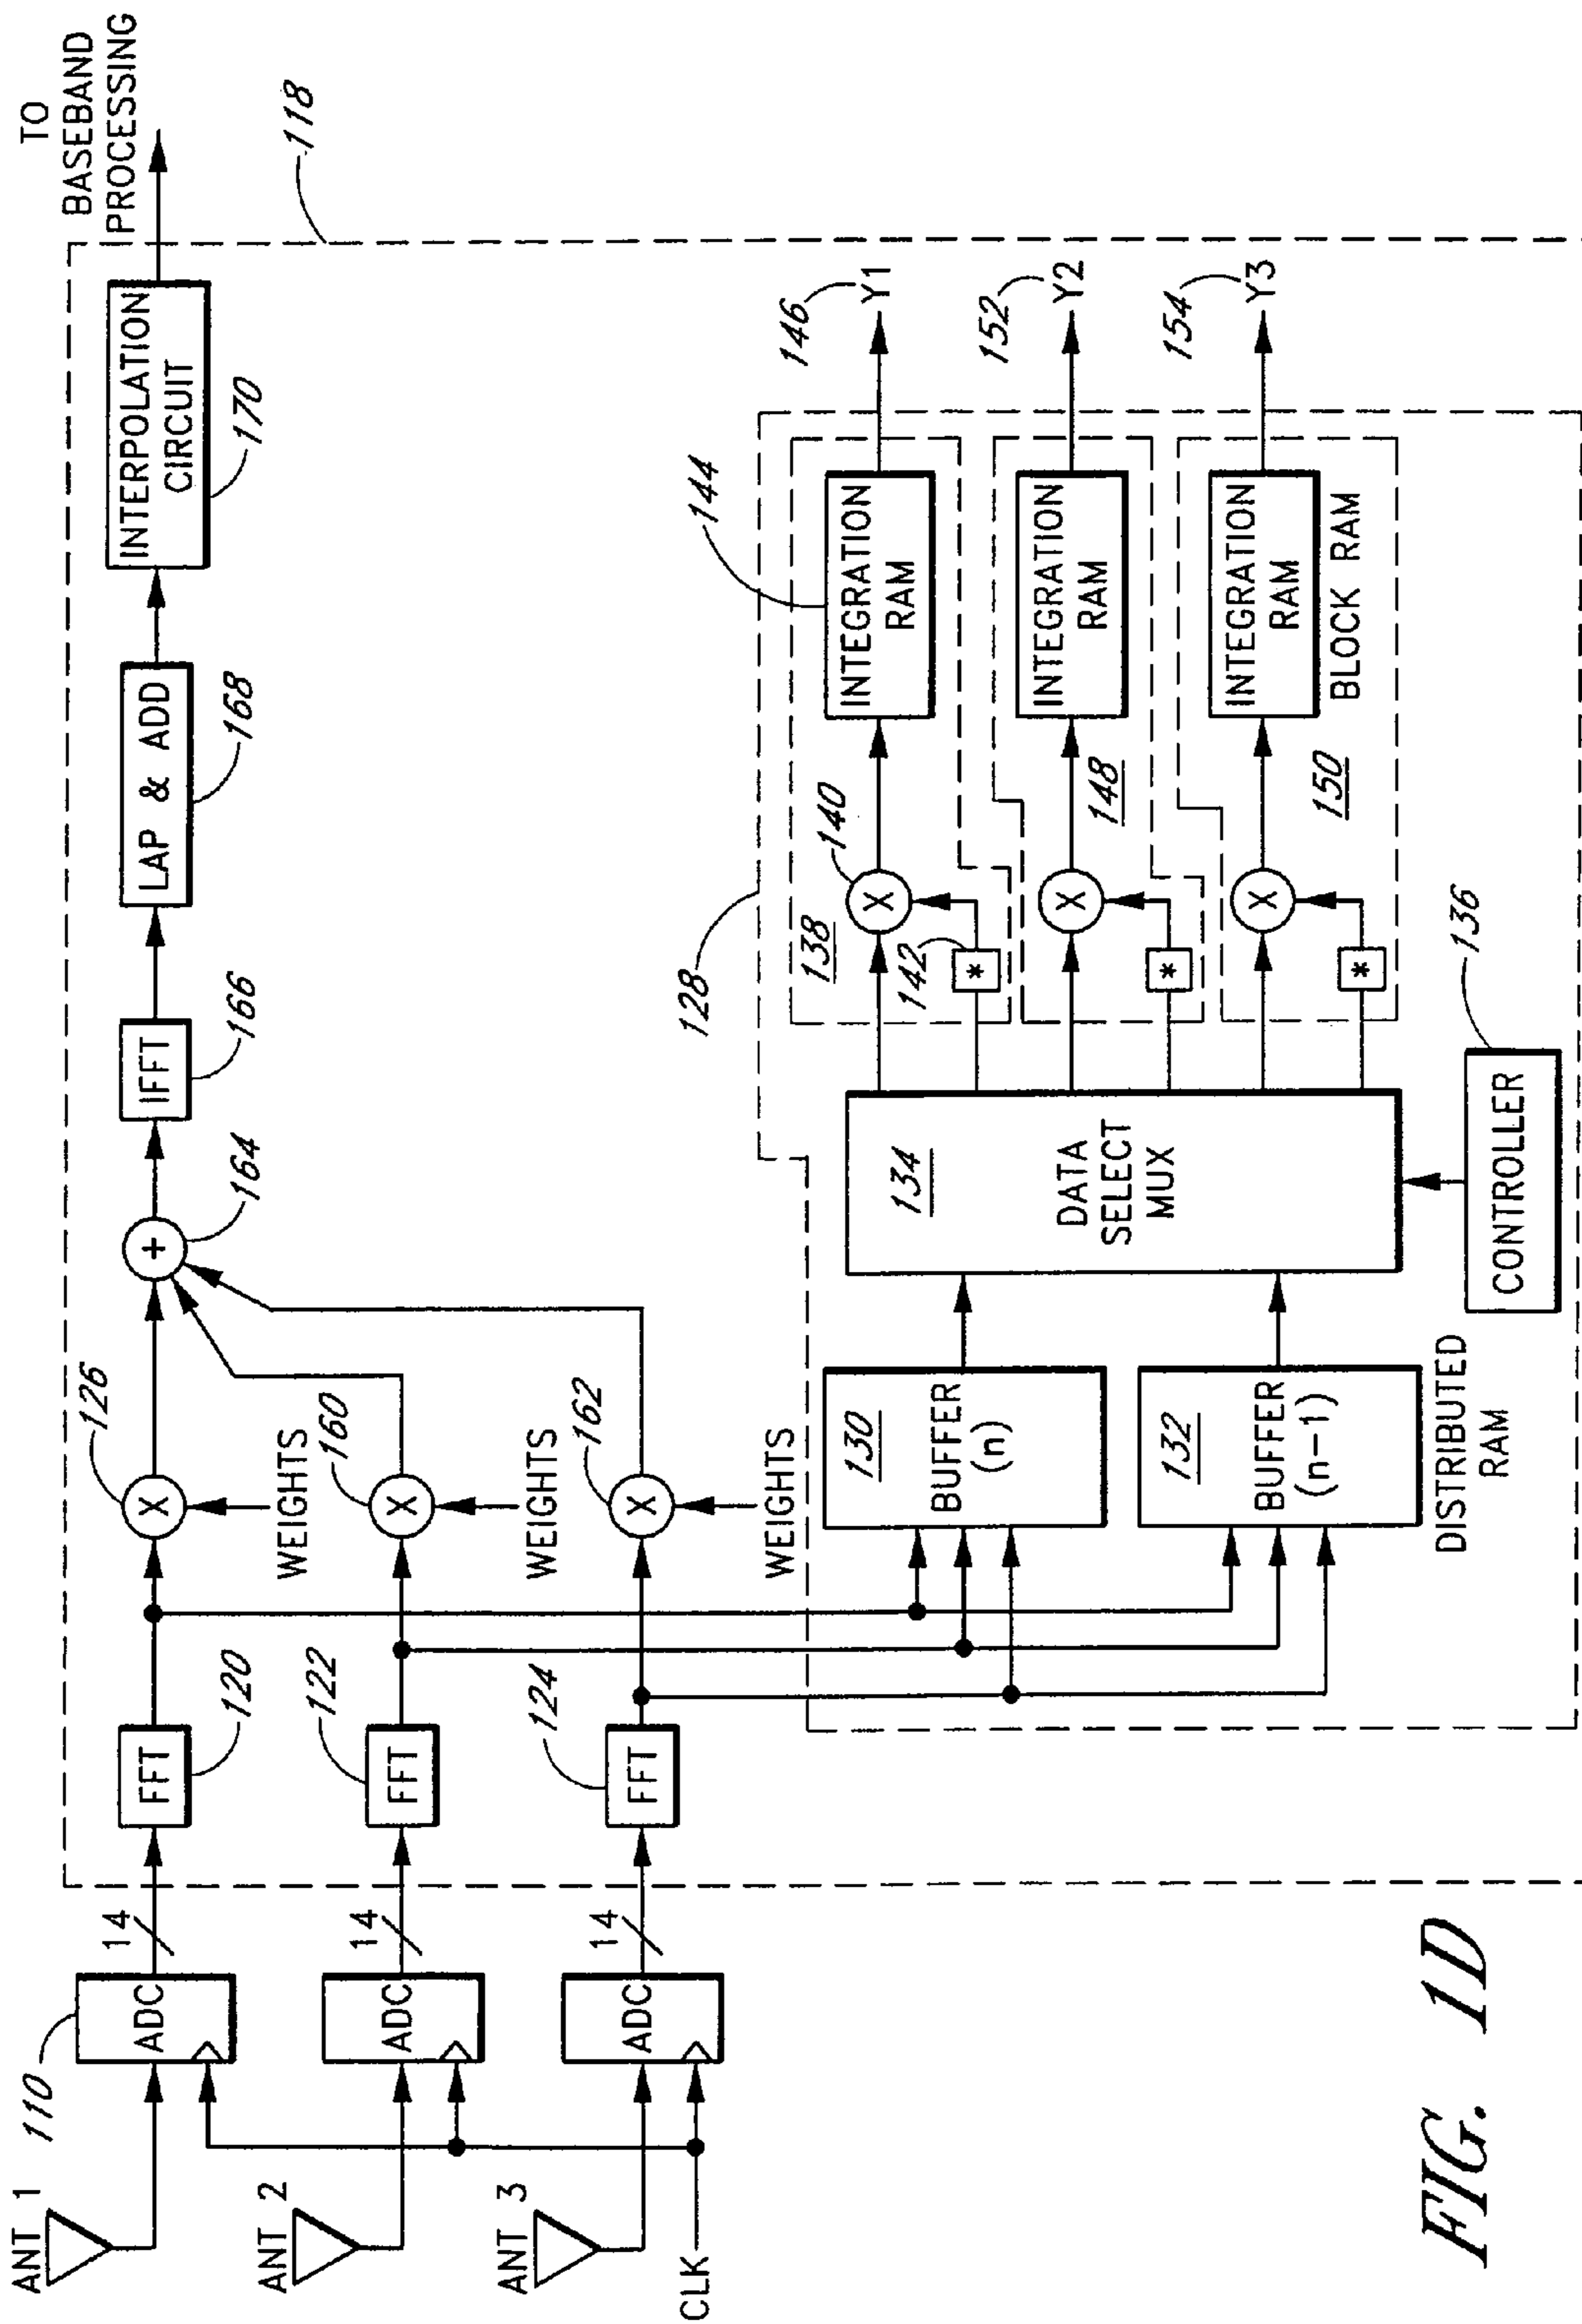 TO
BASEBAND
PROCESSING
118
INTERPOLATION
CIRCUIT
170
LAP & ADD
168
IFFT
166
+
164
X
126
WEIGHTS
X
160
WEIGHTS
X
162
WEIGHTS
FFT
120
FFT
122
FFT
124
ANT 1
110
ADC
14
ANT 2
ADC
14
ANT 3
ADC
14
CLK
128
130
BUFFER
(n)
132
BUFFER
(n-1)
DISTRIBUTED
RAM
134
DATA
SELECT
MUX
CONTROLLER
136
138
X
140
*
142
INTEGRATION
RAM
144
146
Y1
X
*
148
INTEGRATION
RAM
152
Y2
X
*
150
INTEGRATION
RAM
BLOCK RAM
154
Y3
FIG. 1D